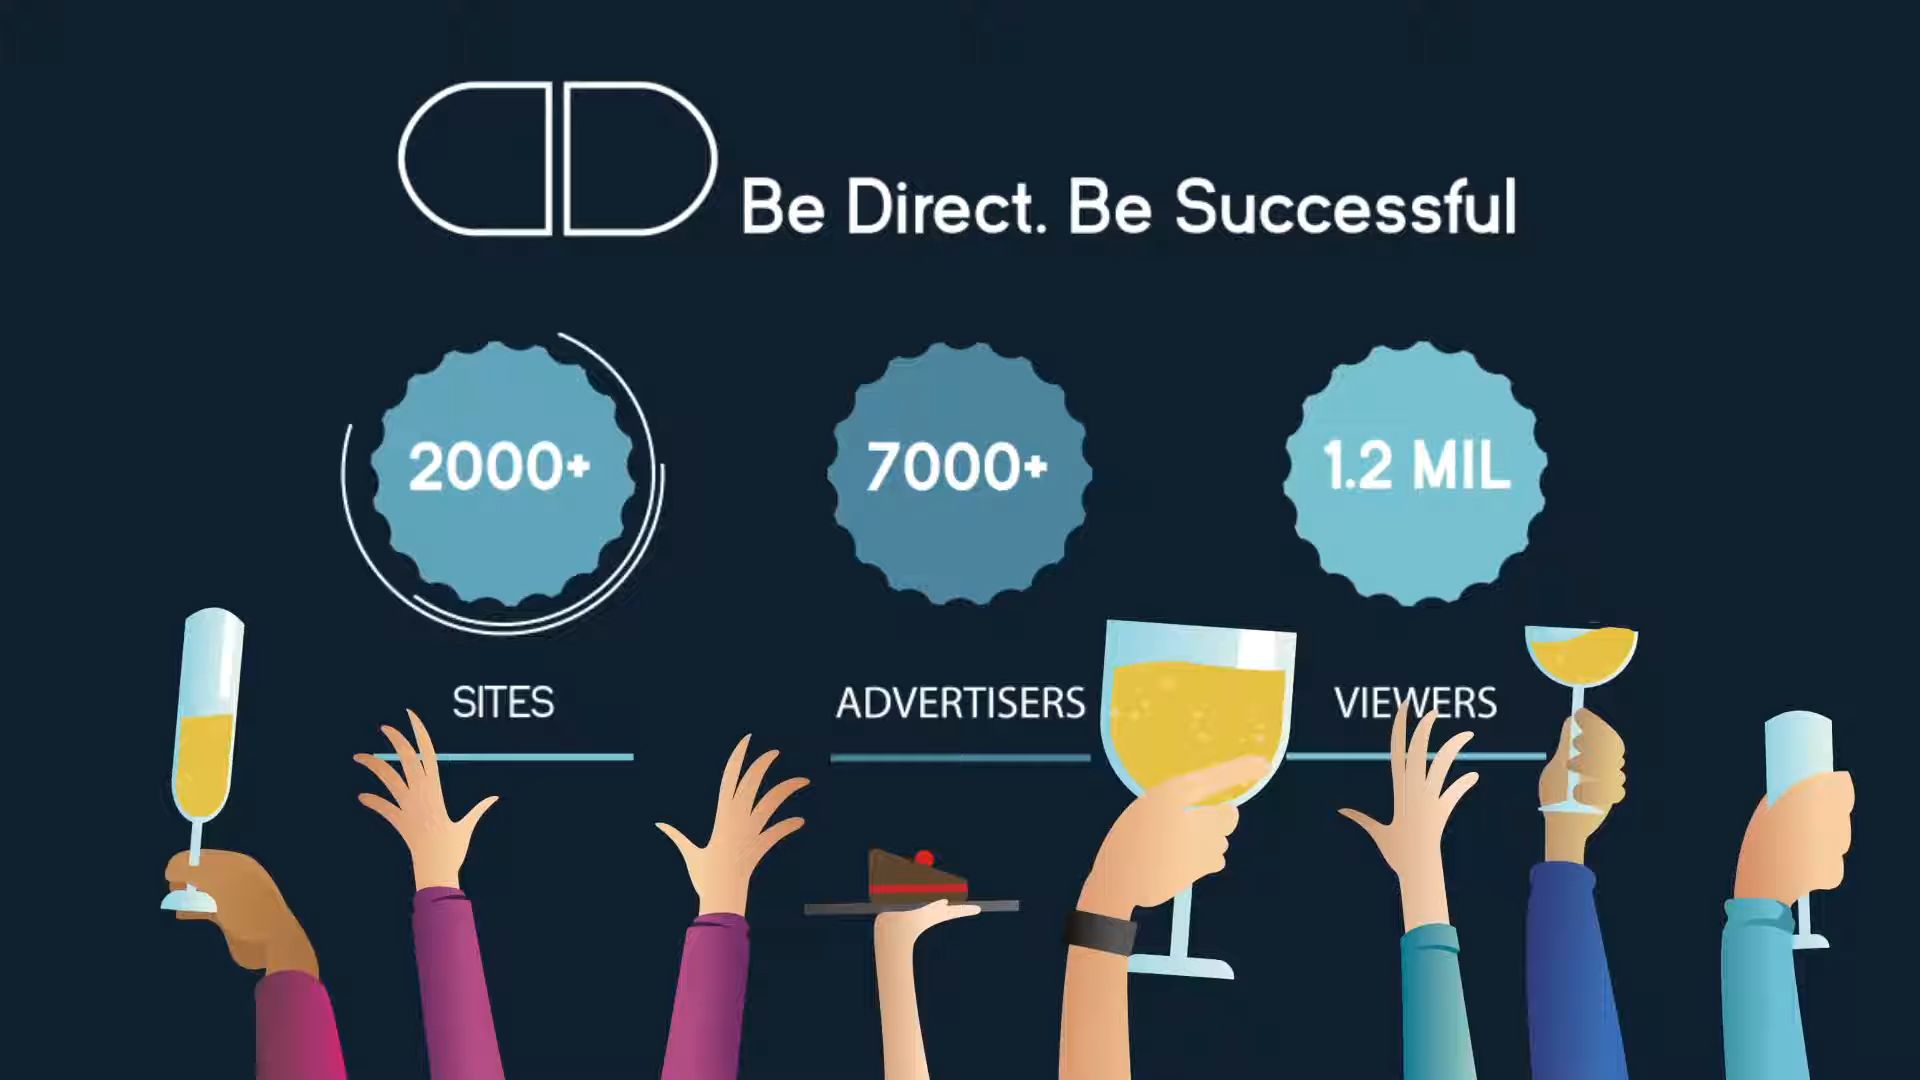 Be Direct. Be Successful
2000+
7000+
1.2 MIL
SITES
ADVERTISERS
VIEWERS